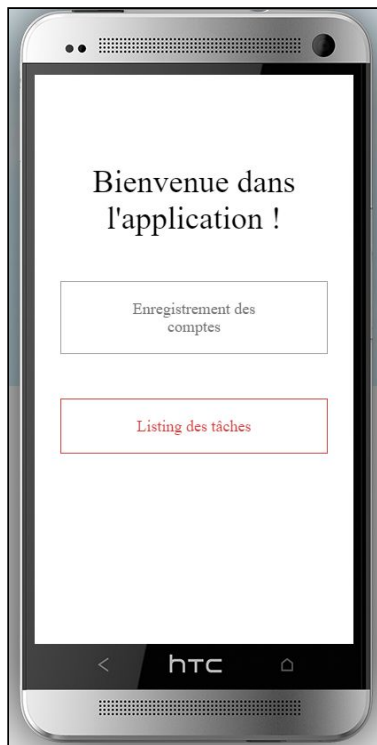 Bienvenue dans
l'application !
Enregistrement des
comptes
Listing des tâches
hTC